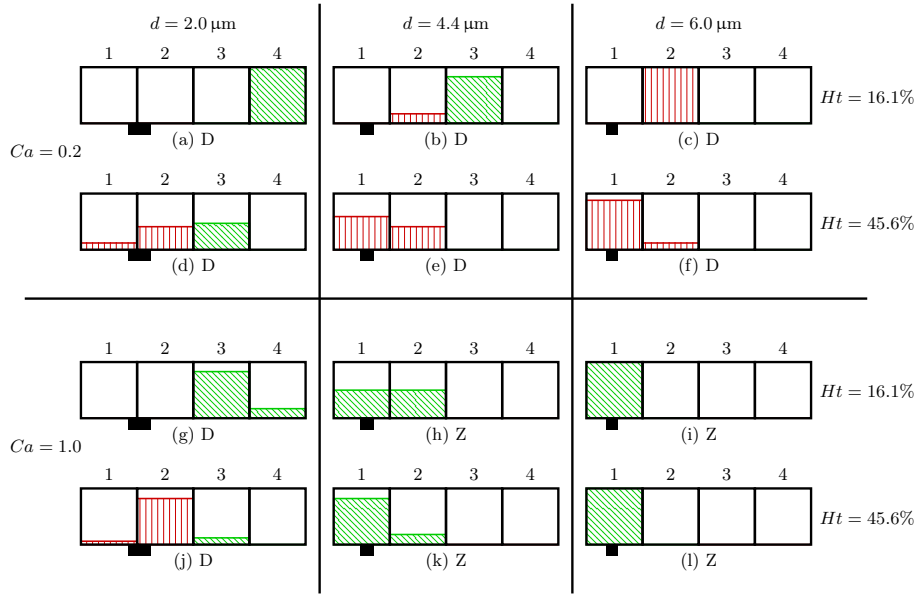 d = 2.0 μm d = 4.4 μm d = 6.0 μm
1 2 3 4 1 2 3 4 1 2 3 4
Ht = 16.1%
(a) D (b) D (c) D
Ca = 0.2
1 2 3 4 1 2 3 4 1 2 3 4
Ht = 45.6%
(d) D (e) D (f) D
1 2 3 4 1 2 3 4 1 2 3 4
Ht = 16.1%
(g) D (h) Z (i) Z
Ca = 1.0
1 2 3 4 1 2 3 4 1 2 3 4
Ht = 45.6%
(j) D (k) Z (l) Z